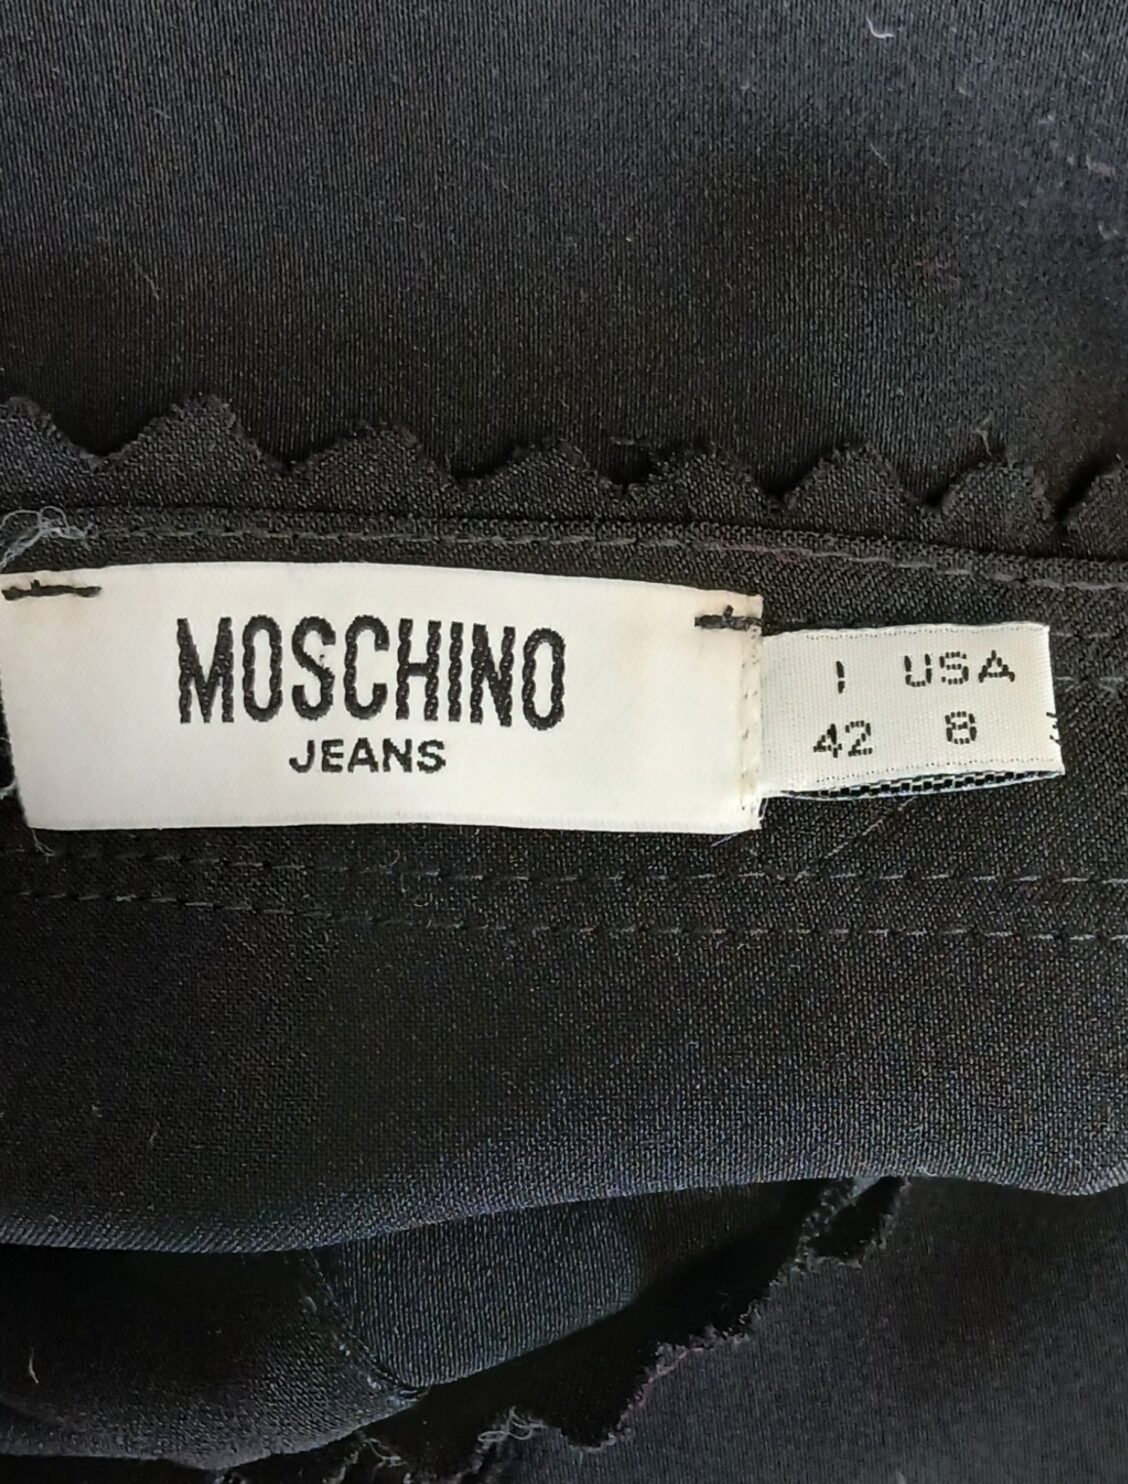 MOSCHINO
JEANS
I USA
42 8